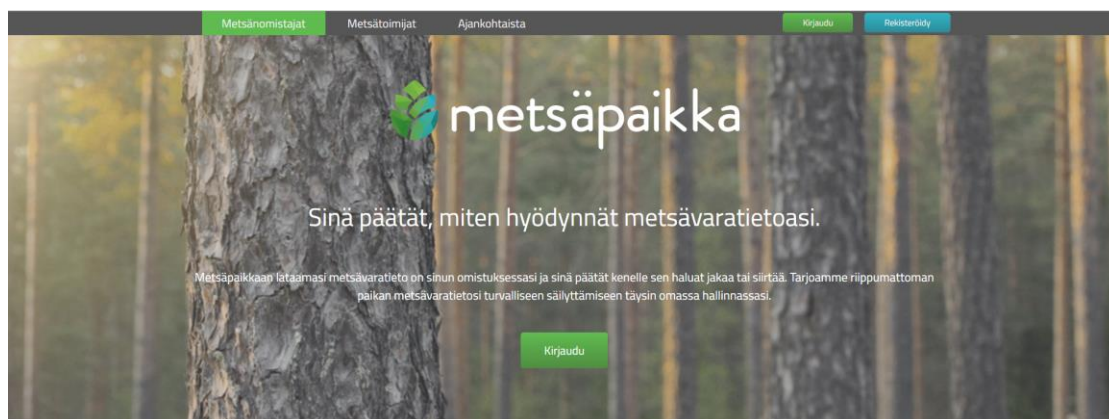 Metsänomistajat Metsätoimijat Ajankohtaista Kirjaudu Rekisteröidy
metsäpaikka
Sinä päätät, miten hyödynnät metsävaratietoasi.
Metsäpaikkaan lataamasi metsävaratieto on sinun omistuksessasi ja sinä päätät kenelle sen haluat jakaa tai siirtää. Tarjoamme riippumattoman
paikan metsävaratietosi turvalliseen säilyttämiseen täysin omassa hallinnassasi.
Kirjaudu